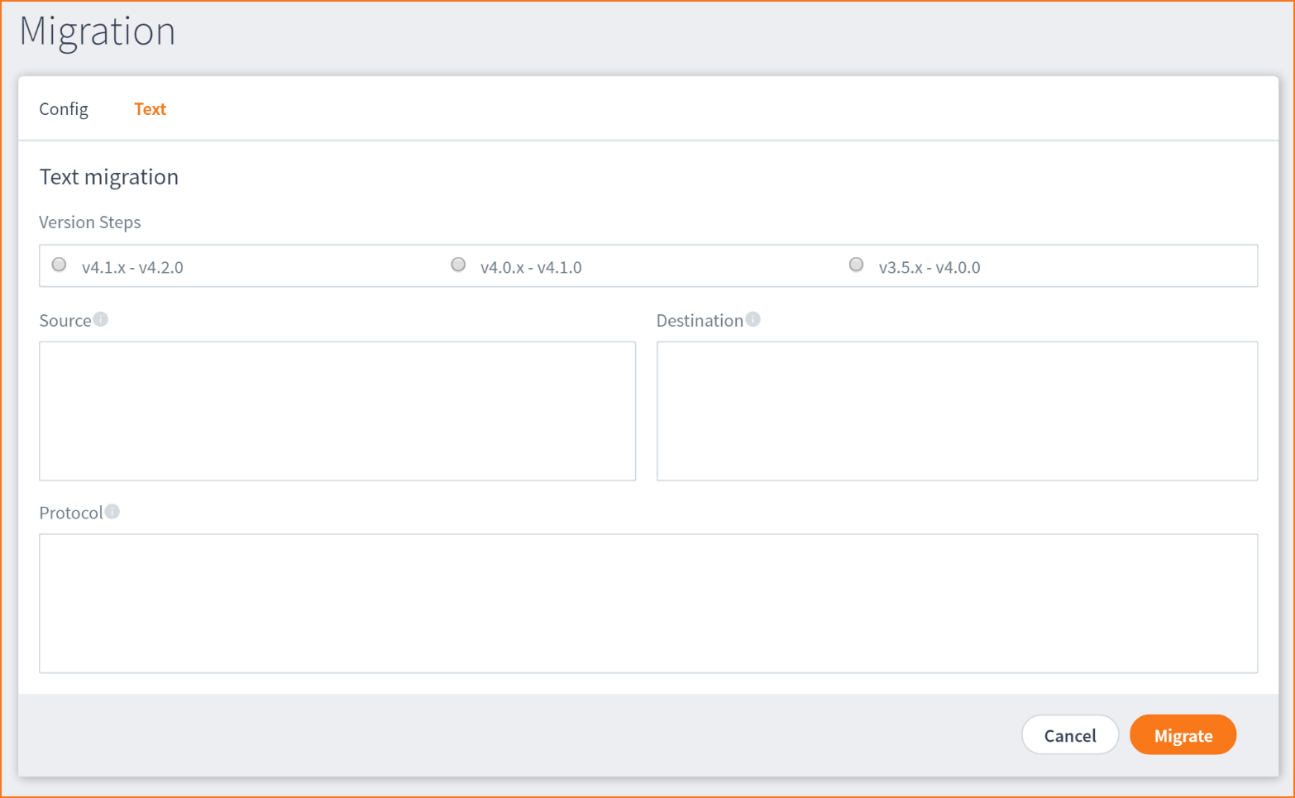 Migration
Config Text
Text migration
Version Steps
v4.1.x - v4.2.0 v4.0.x - v4.1.0 v3.5.x - v4.0.0
Source Destination
Protocol
Cancel Migrate